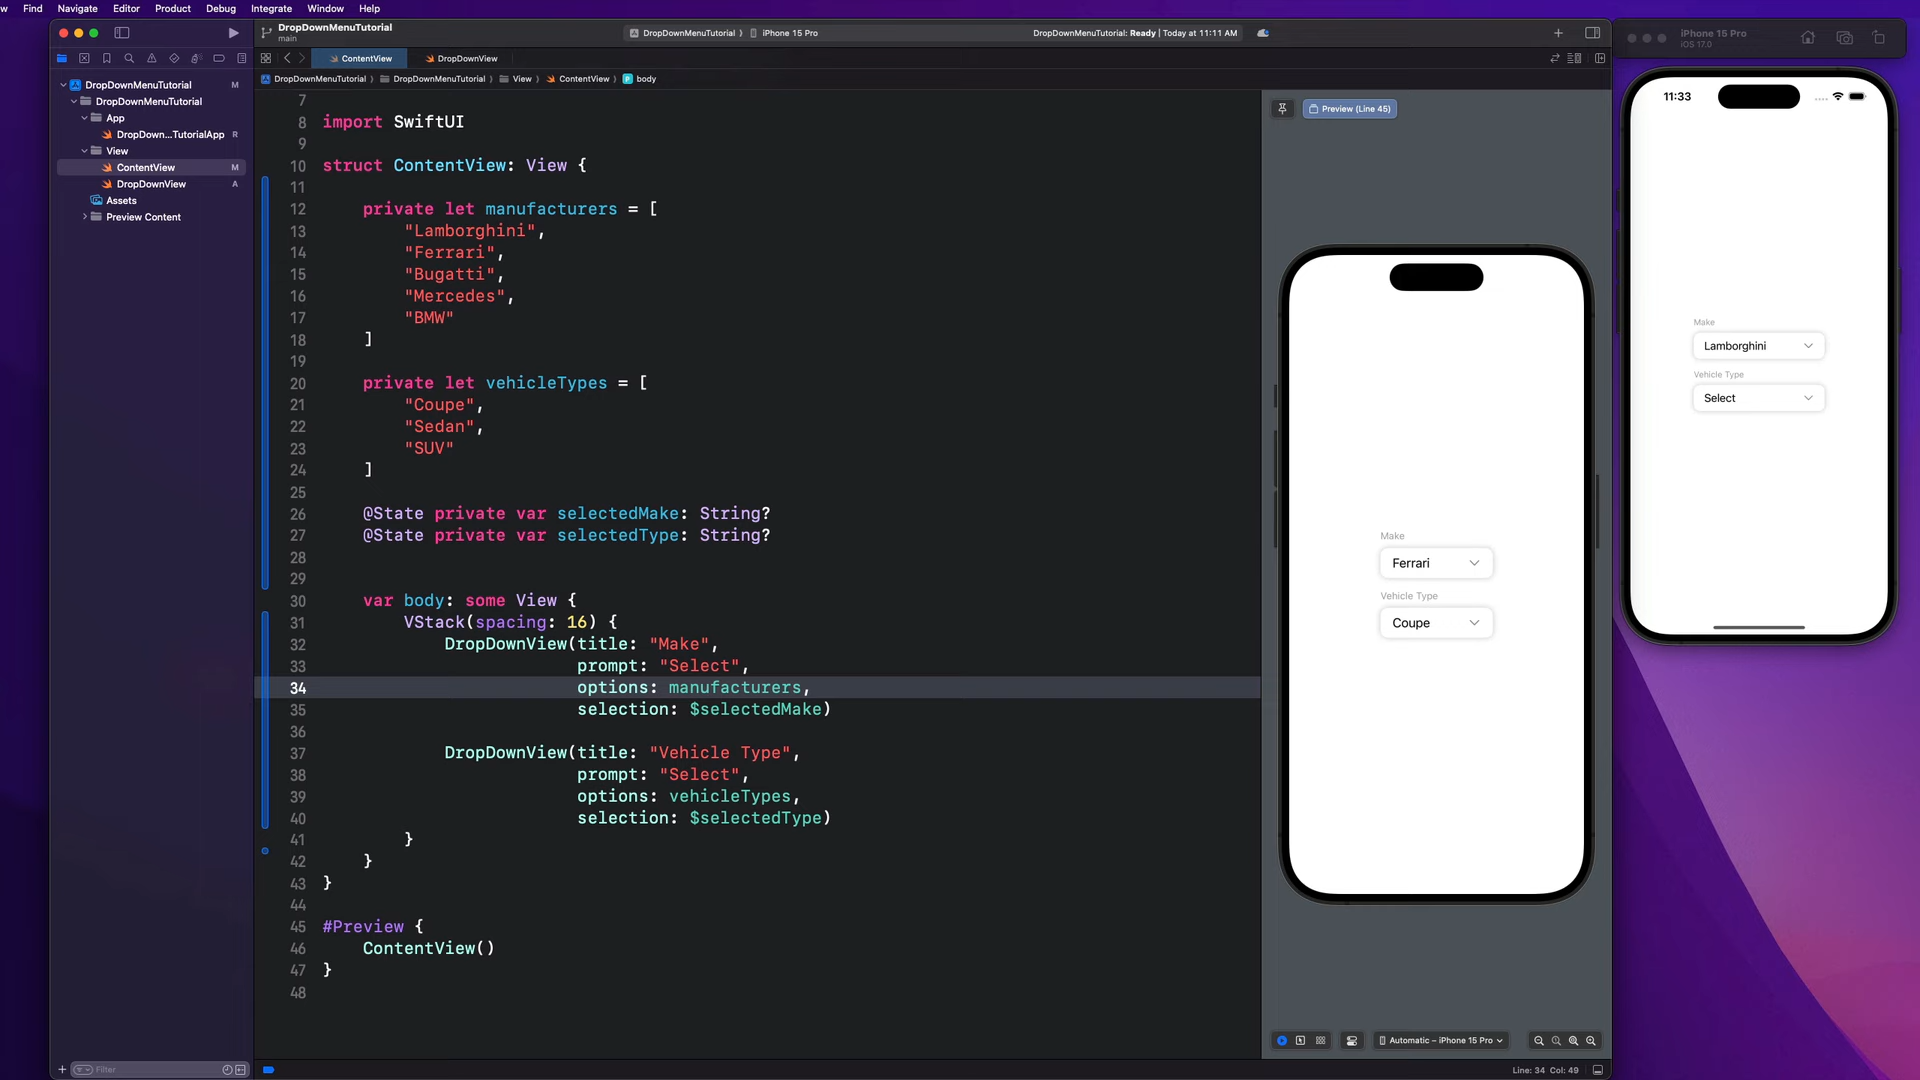 w Find Navigate Editor Product Debug Integrate Window Help
DropDownMenuTutorial
main
DropDownMenuTutorial 〉 iPhone 15 Pro
DropDownMenuTutorial: Ready | Today at 11:11 AM
iPhone 15 Pro
iOS 17.0
ContentView
DropDownView
DropDownMenuTutorial 〉 DropDownMenuTutorial 〉 View 〉 ContentView 〉 P body
DropDownMenuTutorial M
DropDownMenuTutorial
App
DropDown...TutorialApp R
View
ContentView M
DropDownView A
Assets
Preview Content
7
8 import SwiftUI
9
10 struct ContentView: View {
11
12 private let manufacturers = [
13 "Lamborghini",
14 "Ferrari",
15 "Bugatti",
16 "Mercedes",
17 "BMW"
18 ]
19
20 private let vehicleTypes = [
21 "Coupe",
22 "Sedan",
23 "SUV"
24 ]
25
26 @State private var selectedMake: String?
27 @State private var selectedType: String?
28
29
30 var body: some View {
31 VStack(spacing: 16) {
32 DropDownView(title: "Make",
33 prompt: "Select",
34 options: manufacturers,
35 selection: $selectedMake)
36
37 DropDownView(title: "Vehicle Type",
38 prompt: "Select",
39 options: vehicleTypes,
40 selection: $selectedType)
41 }
42 }
43 }
44
45 #Preview {
46 ContentView()
47 }
48
Preview (Line 45)
Make
Ferrari
Vehicle Type
Coupe
Automatic – iPhone 15 Pro
11:33
Make
Lamborghini
Vehicle Type
Select
Filter
Line: 34 Col: 49